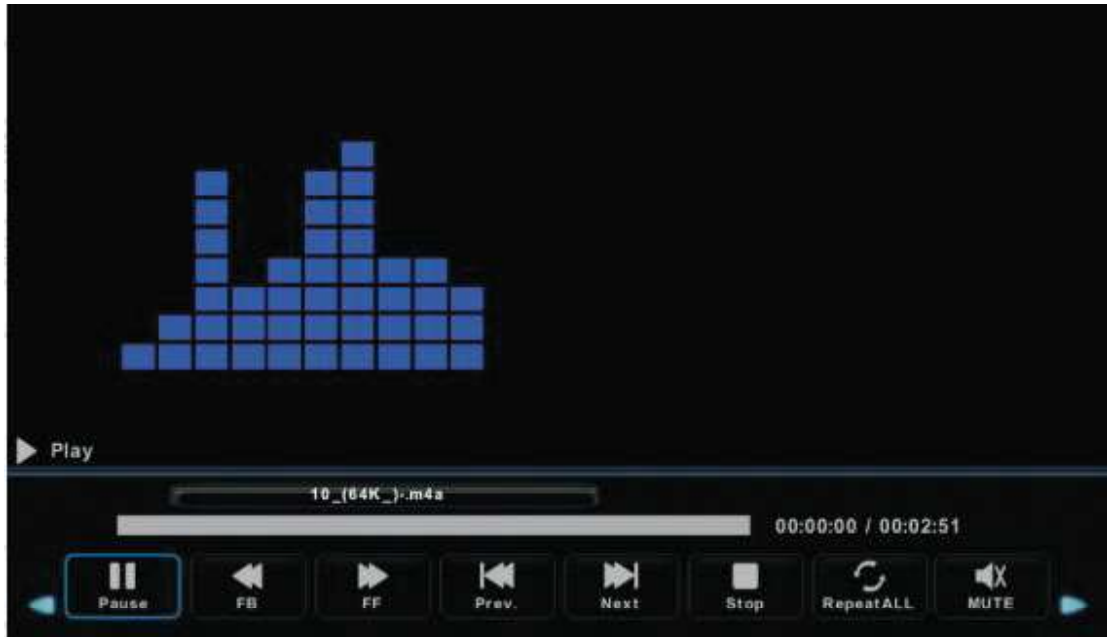 Play
10_(64K_)-.m4a
00:00:00 / 00:02:51
Pause FB FF Prev. Next Stop RepeatALL MUTE